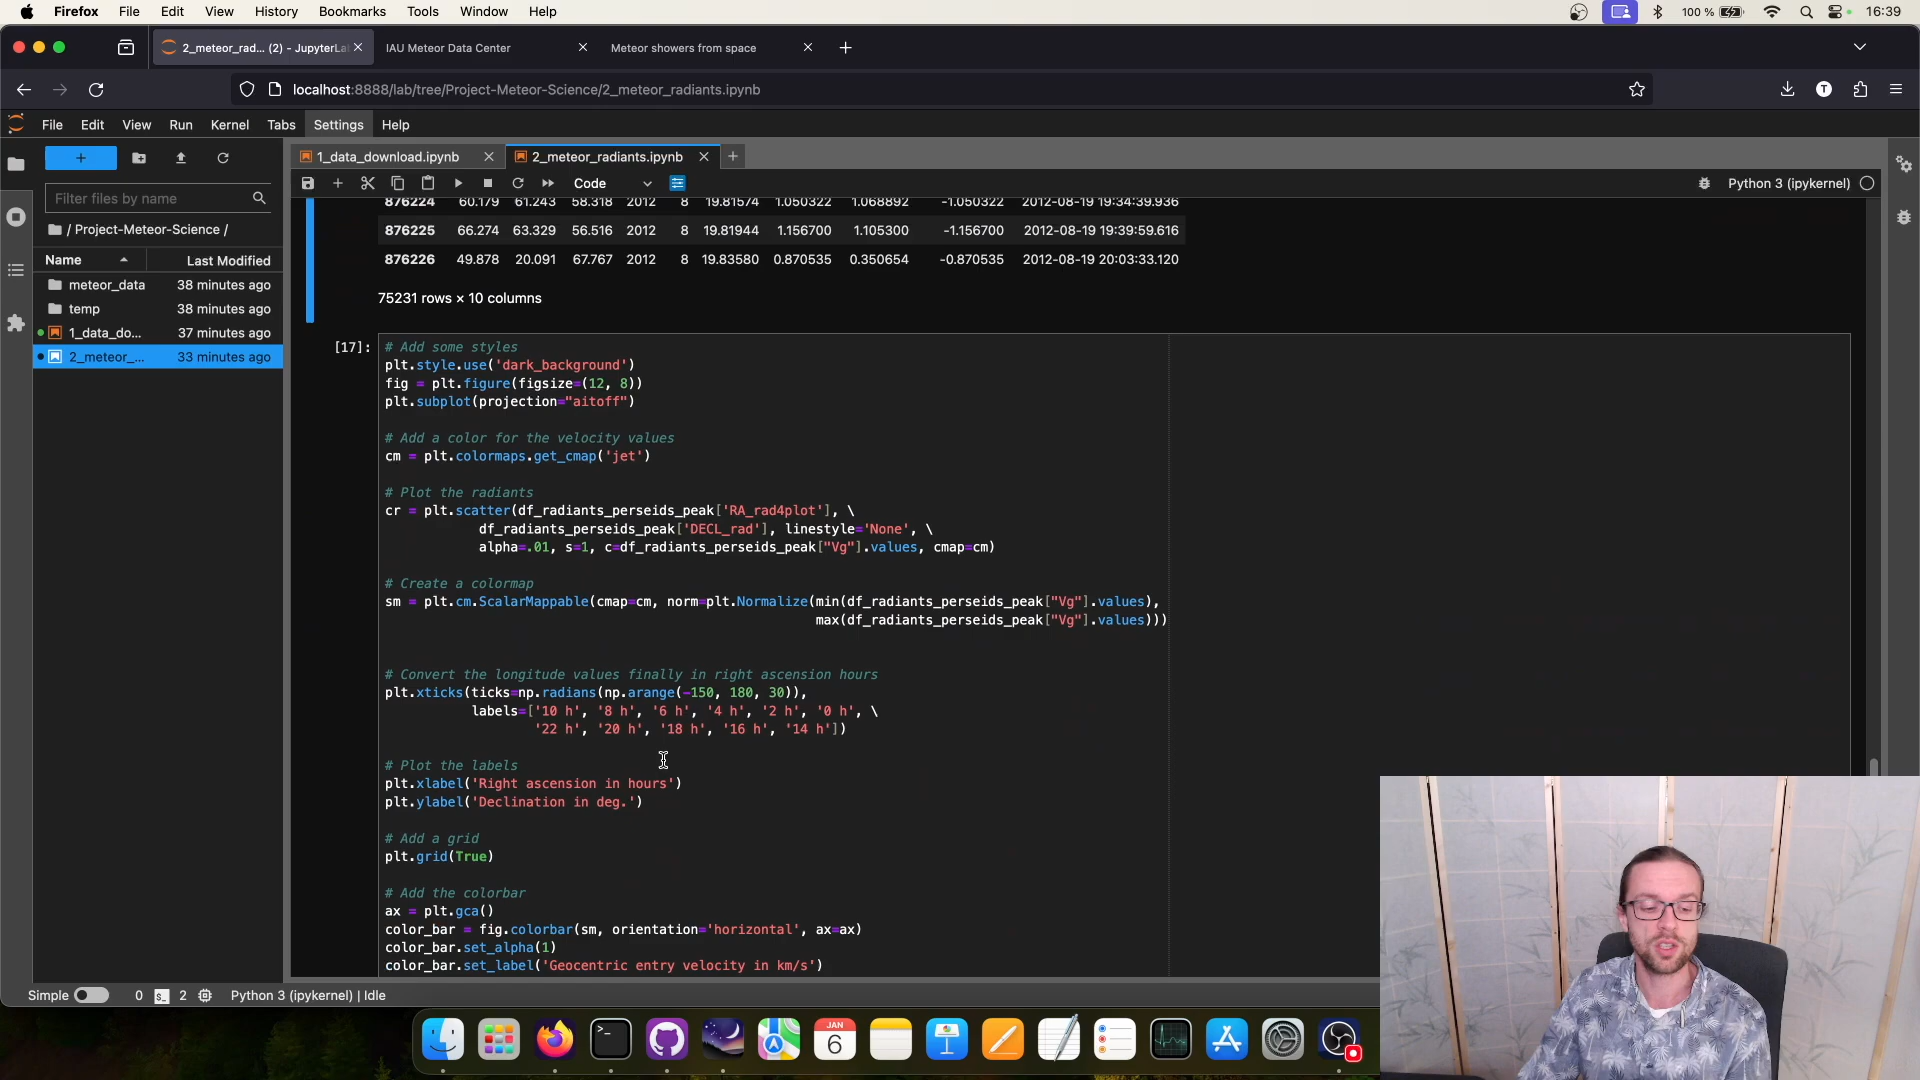 Firefox File Edit View History Bookmarks Tools Window Help 100 % 16:39
2_meteor_rad... (2) - JupyterLa IAU Meteor Data Center Meteor showers from space
localhost:8888/lab/tree/Project-Meteor-Science/2_meteor_radiants.ipynb T
File Edit View Run Kernel Tabs Settings Help
1_data_download.ipynb 2_meteor_radiants.ipynb
Code Python 3 (ipykernel)
Filter files by name
/ Project-Meteor-Science /
Name Last Modified
meteor_data 38 minutes ago
temp 38 minutes ago
1_data_do... 37 minutes ago
2_meteor_... 33 minutes ago
876224 60.179 61.243 58.318 2012 8 19.81574 1.050322 1.068892 -1.050322 2012-08-19 19:34:39.936
876225 66.274 63.329 56.516 2012 8 19.81944 1.156700 1.105300 -1.156700 2012-08-19 19:39:59.616
876226 49.878 20.091 67.767 2012 8 19.83580 0.870535 0.350654 -0.870535 2012-08-19 20:03:33.120
75231 rows × 10 columns
[17]: # Add some styles
plt.style.use('dark_background')
fig = plt.figure(figsize=(12, 8))
plt.subplot(projection="aitoff")
# Add a color for the velocity values
cm = plt.colormaps.get_cmap('jet')
# Plot the radiants
cr = plt.scatter(df_radiants_perseids_peak['RA_rad4plot'], \
df_radiants_perseids_peak['DECL_rad'], linestyle='None', \
alpha=.01, s=1, c=df_radiants_perseids_peak["Vg"].values, cmap=cm)
# Create a colormap
sm = plt.cm.ScalarMappable(cmap=cm, norm=plt.Normalize(min(df_radiants_perseids_peak["Vg"].values),
max(df_radiants_perseids_peak["Vg"].values)))
# Convert the longitude values finally in right ascension hours
plt.xticks(ticks=np.radians(np.arange(-150, 180, 30)),
labels=['10 h', '8 h', '6 h', '4 h', '2 h', '0 h', \
'22 h', '20 h', '18 h', '16 h', '14 h'])
# Plot the labels
plt.xlabel('Right ascension in hours')
plt.ylabel('Declination in deg.')
# Add a grid
plt.grid(True)
# Add the colorbar
ax = plt.gca()
color_bar = fig.colorbar(sm, orientation='horizontal', ax=ax)
color_bar.set_alpha(1)
color_bar.set_label('Geocentric entry velocity in km/s')
Simple 0 2 Python 3 (ipykernel) | Idle
JAN
6